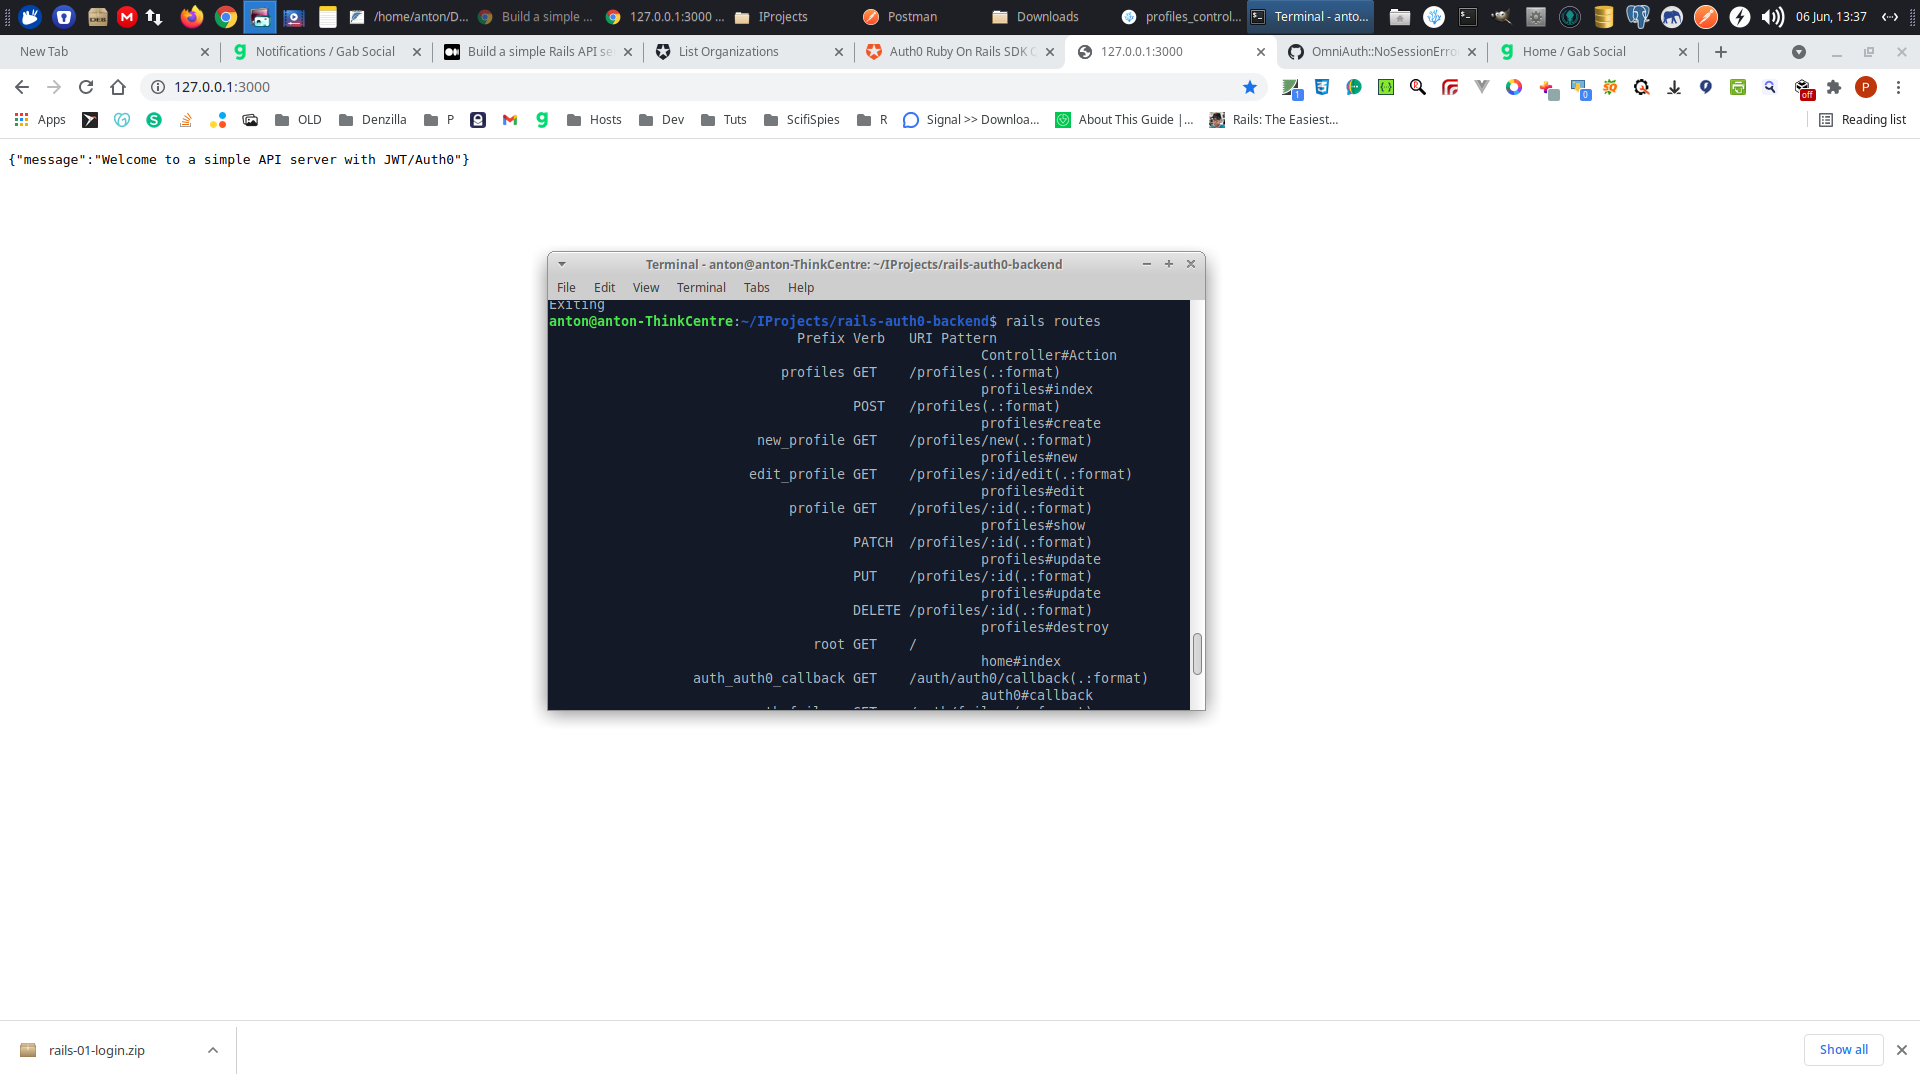 /home/anton/D...
Build a simple ...
127.0.0.1:3000 ...
IProjects
Postman
Downloads
profiles_control...
Terminal - anto...
06 Jun, 13:37
New Tab
Notifications / Gab Social
Build a simple Rails API se
List Organizations
Auth0 Ruby On Rails SDK Q
127.0.0.1:3000
OmniAuth::NoSessionErro
Home / Gab Social
127.0.0.1:3000
1
0
off
P
Apps
OLD
Denzilla
P
Hosts
Dev
Tuts
ScifiSpies
R
Signal >> Downloa...
About This Guide |...
Rails: The Easiest...
Reading list
{"message":"Welcome to a simple API server with JWT/Auth0"}
Terminal - anton@anton-ThinkCentre: ~/IProjects/rails-auth0-backend
File Edit View Terminal Tabs Help
Exiting
anton@anton-ThinkCentre:~/IProjects/rails-auth0-backend$ rails routes
Prefix Verb URI Pattern
Controller#Action
profiles GET /profiles(.:format)
profiles#index
POST /profiles(.:format)
profiles#create
new_profile GET /profiles/new(.:format)
profiles#new
edit_profile GET /profiles/:id/edit(.:format)
profiles#edit
profile GET /profiles/:id(.:format)
profiles#show
PATCH /profiles/:id(.:format)
profiles#update
PUT /profiles/:id(.:format)
profiles#update
DELETE /profiles/:id(.:format)
profiles#destroy
root GET /
home#index
auth_auth0_callback GET /auth/auth0/callback(.:format)
auth0#callback
rails-01-login.zip
Show all